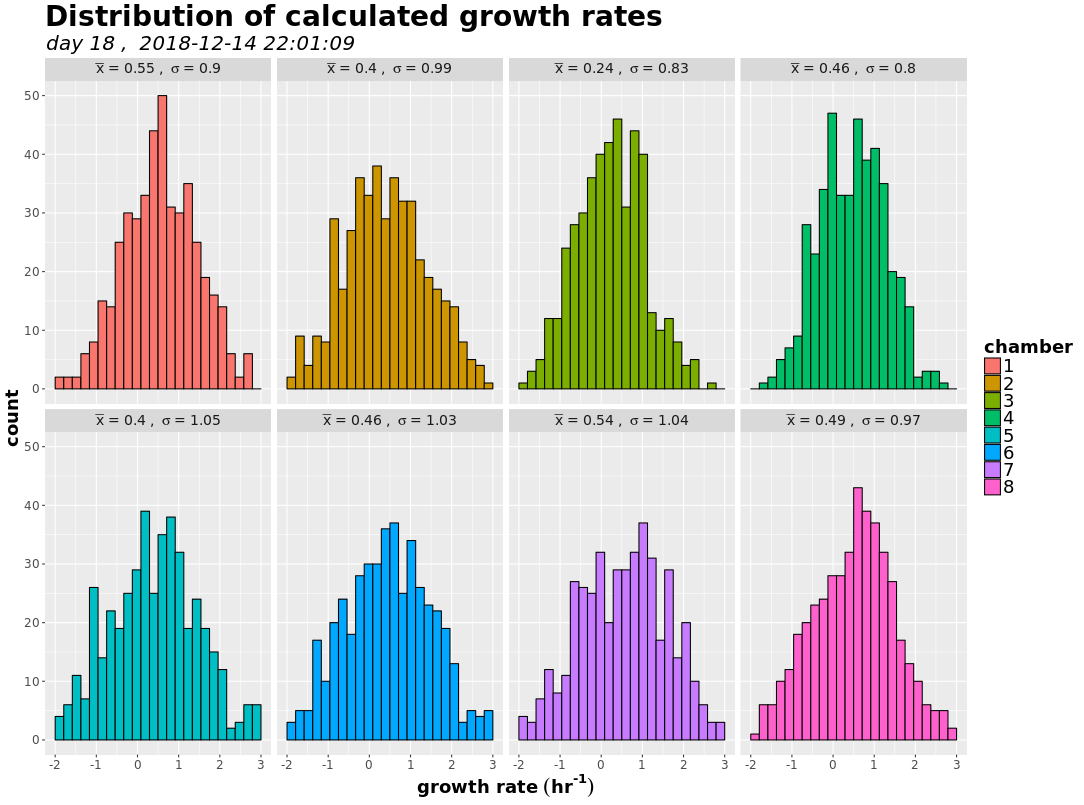 Distribution of calculated growth rates
day 18 ,  2018-12-14 22:01:09
x̅ = 0.55 ,  σ = 0.9
x̅ = 0.4 ,  σ = 0.99
x̅ = 0.24 ,  σ = 0.83
x̅ = 0.46 ,  σ = 0.8
50
40
30
20
10
0
count
x̅ = 0.4 ,  σ = 1.05
x̅ = 0.46 ,  σ = 1.03
x̅ = 0.54 ,  σ = 1.04
x̅ = 0.49 ,  σ = 0.97
50
40
30
20
10
0
-2 -1 0 1 2 3
-2 -1 0 1 2 3
-2 -1 0 1 2 3
-2 -1 0 1 2 3
growth rate (hr⁻¹)
chamber
1
2
3
4
5
6
7
8